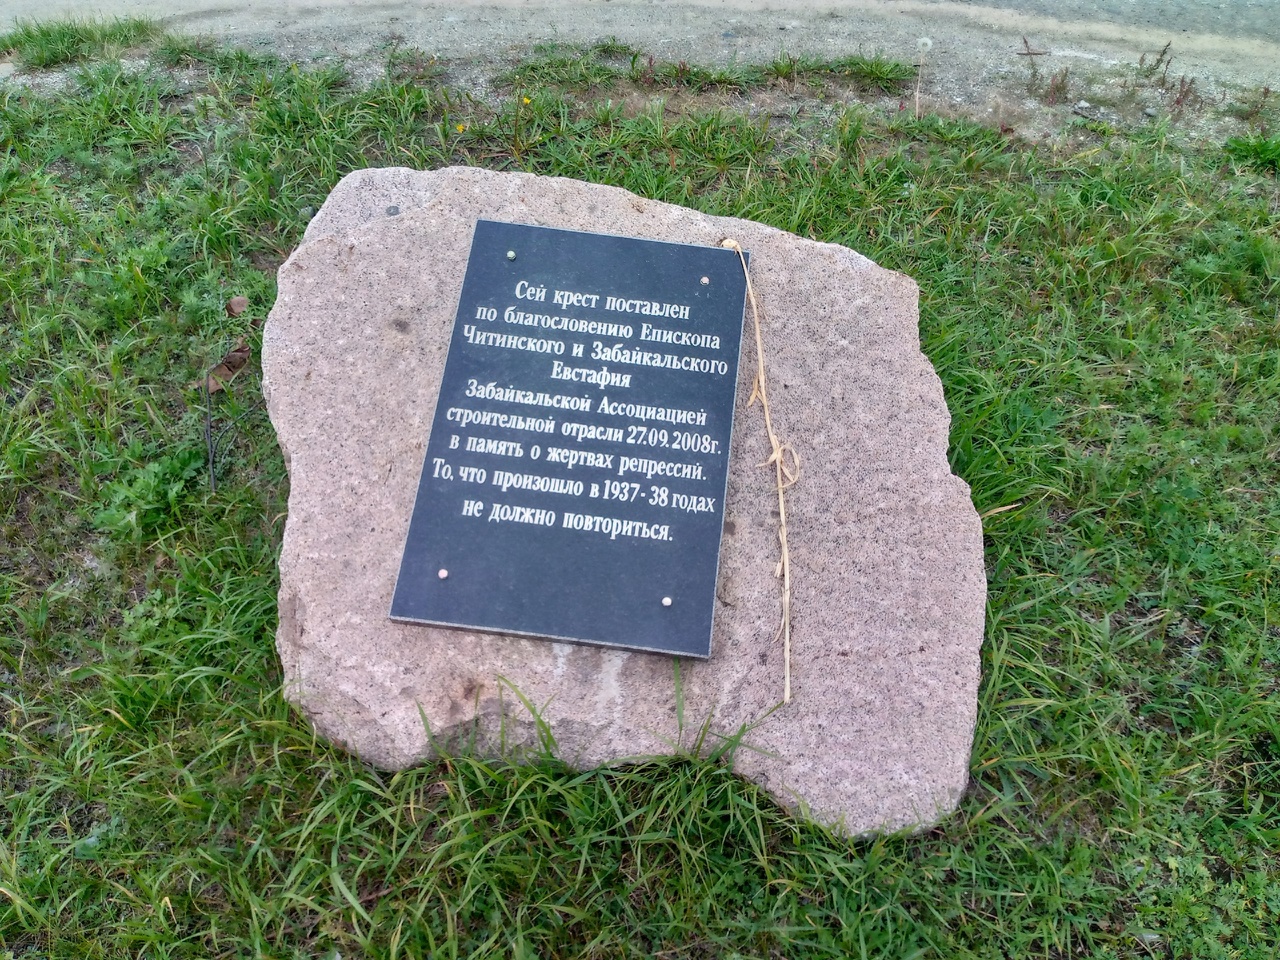 Сей крест поставлен
по благословению Епископа
Читинского и Забайкальского
Евстафия
Забайкальской Ассоциацией
строительной отрасли 27.09.2008г.
в память о жертвах репрессий.
То, что произошло в 1937-38 годах
не должно повториться.